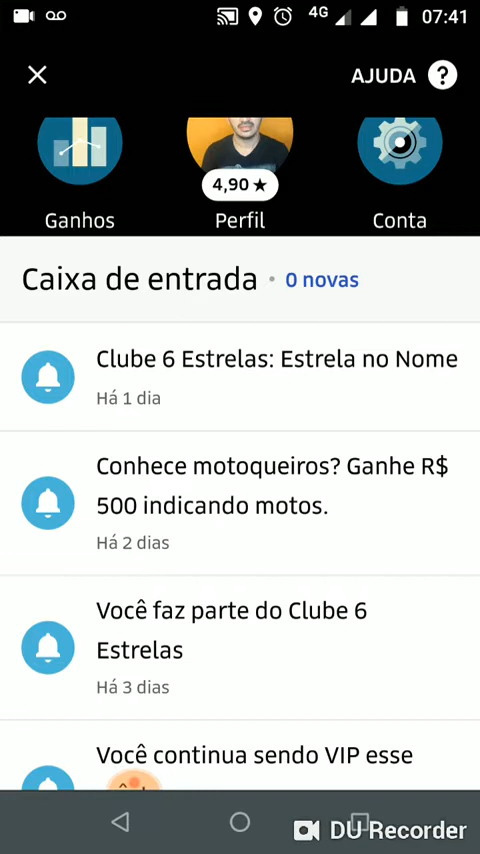 4G 07:41
AJUDA ?
4,90 ★
Ganhos Perfil Conta
Caixa de entrada • 0 novas
Clube 6 Estrelas: Estrela no Nome
Há 1 dia
Conhece motoqueiros? Ganhe R$
500 indicando motos.
Há 2 dias
Você faz parte do Clube 6
Estrelas
Há 3 dias
Você continua sendo VIP esse
DU Recorder